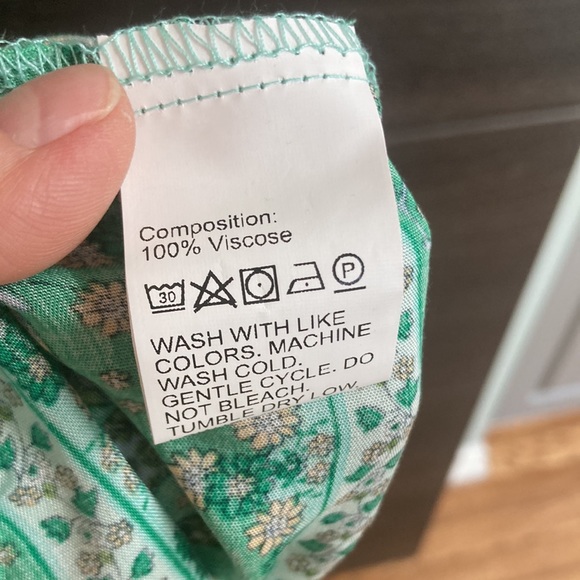 Composition:
100% Viscose
30 P
WASH WITH LIKE
COLORS. MACHINE
WASH COLD.
GENTLE CYCLE. DO
NOT BLEACH.
TUMBLE DRY LOW.